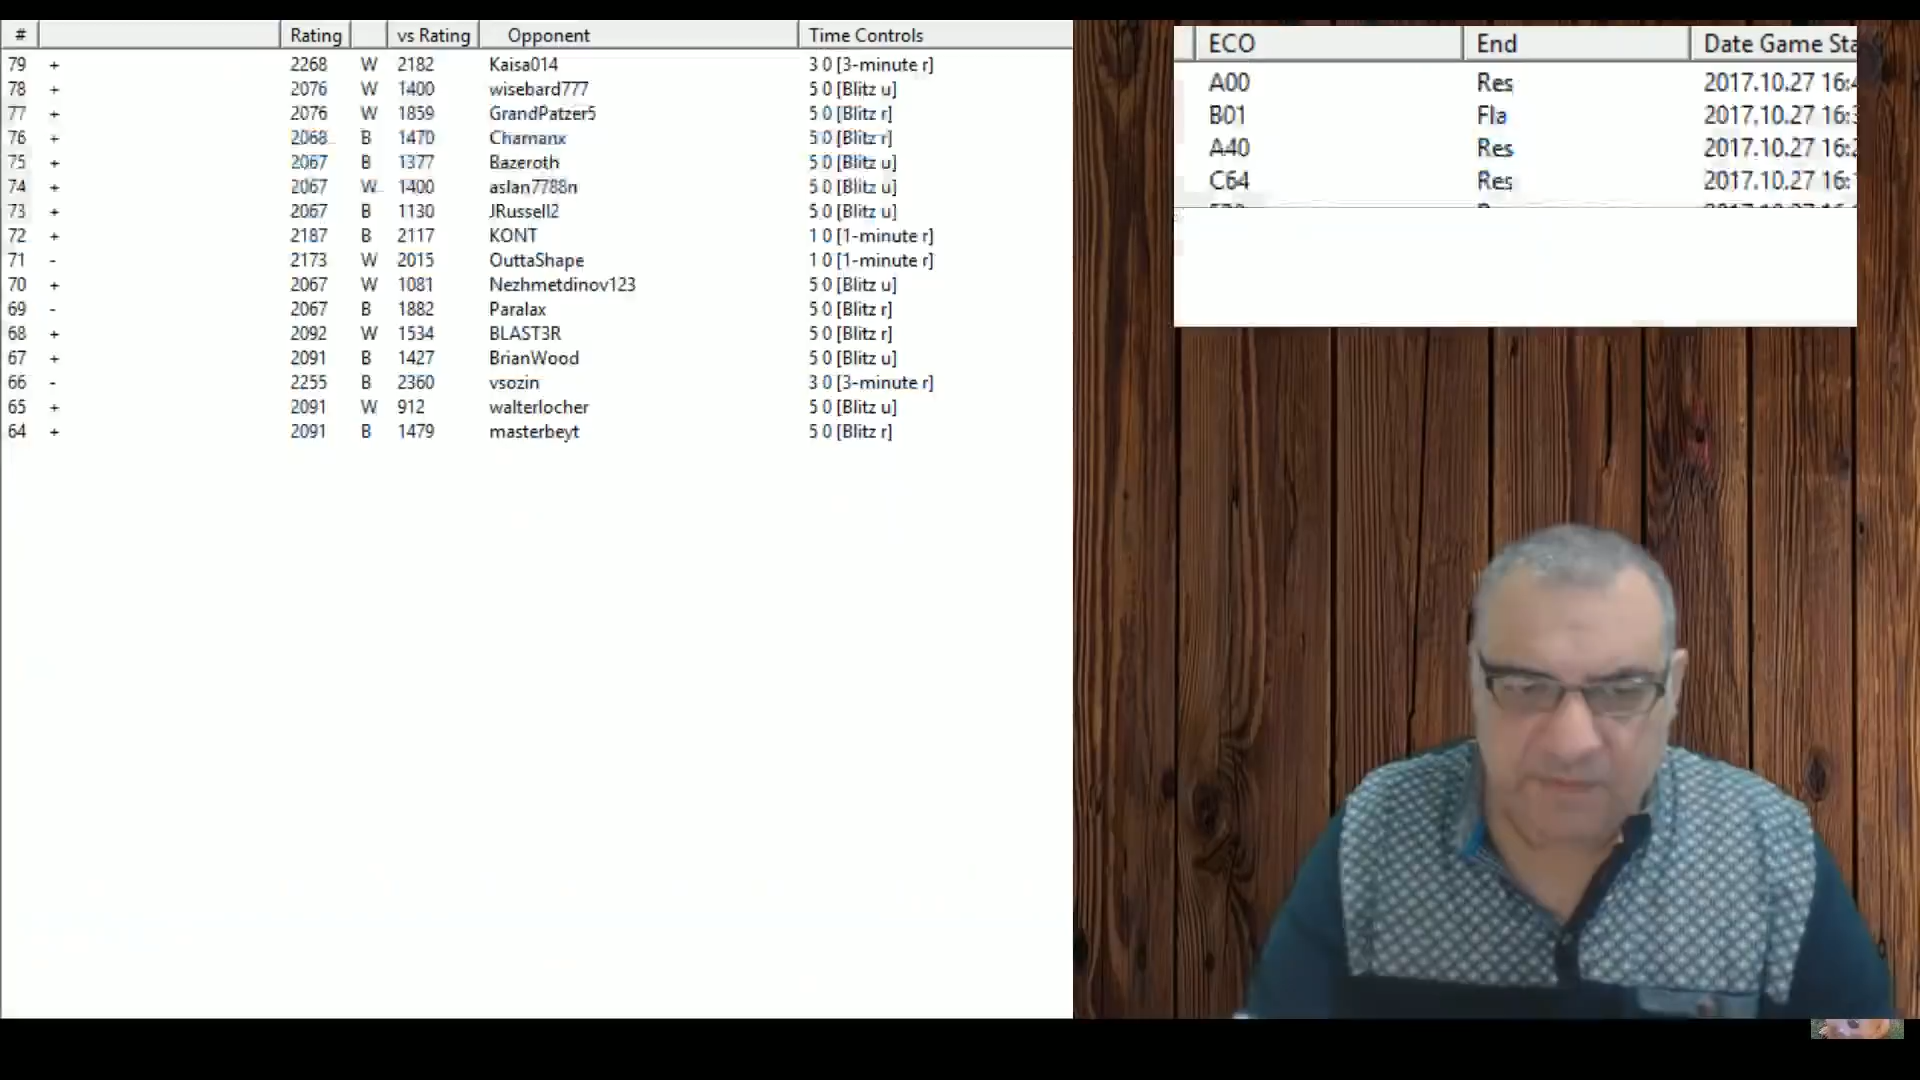 # Rating vs Rating Opponent Time Controls
79 + 2268 W 2182 Kaisa014 3 0 [3-minute r]
78 + 2076 W 1400 wisebard777 5 0 [Blitz u]
77 + 2076 W 1859 GrandPatzer5 5 0 [Blitz r]
76 + 2068 B 1470 Chamanx 5 0 [Blitz r]
75 + 2067 B 1377 Bazeroth 5 0 [Blitz u]
74 + 2067 W 1400 aslan7788n 5 0 [Blitz u]
73 + 2067 B 1130 JRussell2 5 0 [Blitz u]
72 + 2187 B 2117 KONT 1 0 [1-minute r]
71 - 2173 W 2015 OuttaShape 1 0 [1-minute r]
70 + 2067 W 1081 Nezhmetdinov123 5 0 [Blitz u]
69 - 2067 B 1882 Paralax 5 0 [Blitz r]
68 + 2092 W 1534 BLAST3R 5 0 [Blitz r]
67 + 2091 B 1427 BrianWood 5 0 [Blitz u]
66 - 2255 B 2360 vsozin 3 0 [3-minute r]
65 + 2091 W 912 walterlocher 5 0 [Blitz u]
64 + 2091 B 1479 masterbeyt 5 0 [Blitz r]
ECO End Date Game Sta
A00 Res 2017.10.27 16:4
B01 Fla 2017.10.27 16:3
A40 Res 2017.10.27 16:2
C64 Res 2017.10.27 16: